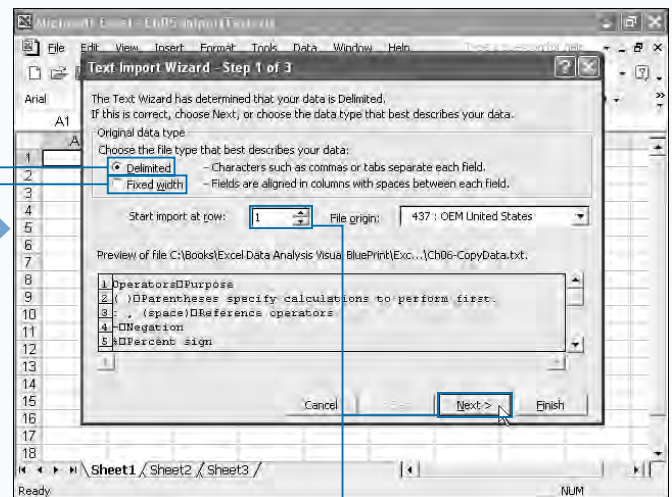 Microsoft Excel - Ch05-ImportText.xls
File Edit View Insert Format Tools Data Window Help
Arial
A1
A
Text Import Wizard - Step 1 of 3
The Text Wizard has determined that your data is Delimited.
If this is correct, choose Next, or choose the data type that best describes your data.
Original data type
Choose the file type that best describes your data:
Delimited - Characters such as commas or tabs separate each field.
Fixed width - Fields are aligned in columns with spaces between each field.
Start import at row: 1 File origin: 437 : OEM United States
Preview of file C:\Books\Excel Data Analysis Visual BluePrint\Exc...\Ch06-CopyData.txt.
1 Operators□Purpose
2 ( )□Parentheses specify calculations to perform first.
3 : , (space)□Reference operators
4 -□Negation
5 %□Percent sign
Cancel Next > Finish
1
2
3
4
5
6
7
8
9
10
11
12
13
14
15
16
17
18
Sheet1 Sheet2 Sheet3
Ready NUM